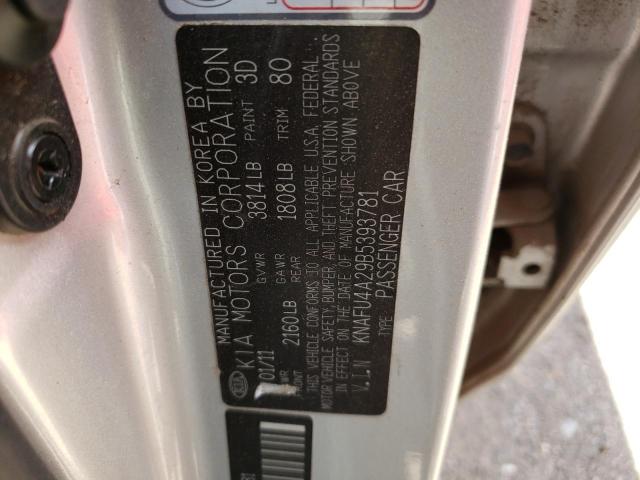 KIA
MANUFACTURED IN KOREA BY
KIA MOTORS CORPORATION
01/11 GVWR 3814LB PAINT 3D
GAWR FRONT 2160LB GAWR REAR 1808LB TRIM 80
THIS VEHICLE CONFORMS TO ALL APPLICABLE U.S.A. FEDERAL
MOTOR VEHICLE SAFETY, BUMPER, AND THEFT PREVENTION STANDARDS
IN EFFECT ON THE DATE OF MANUFACTURE SHOWN ABOVE
V.I.N KNAFU4A29B5393781
TYPE: PASSENGER CAR